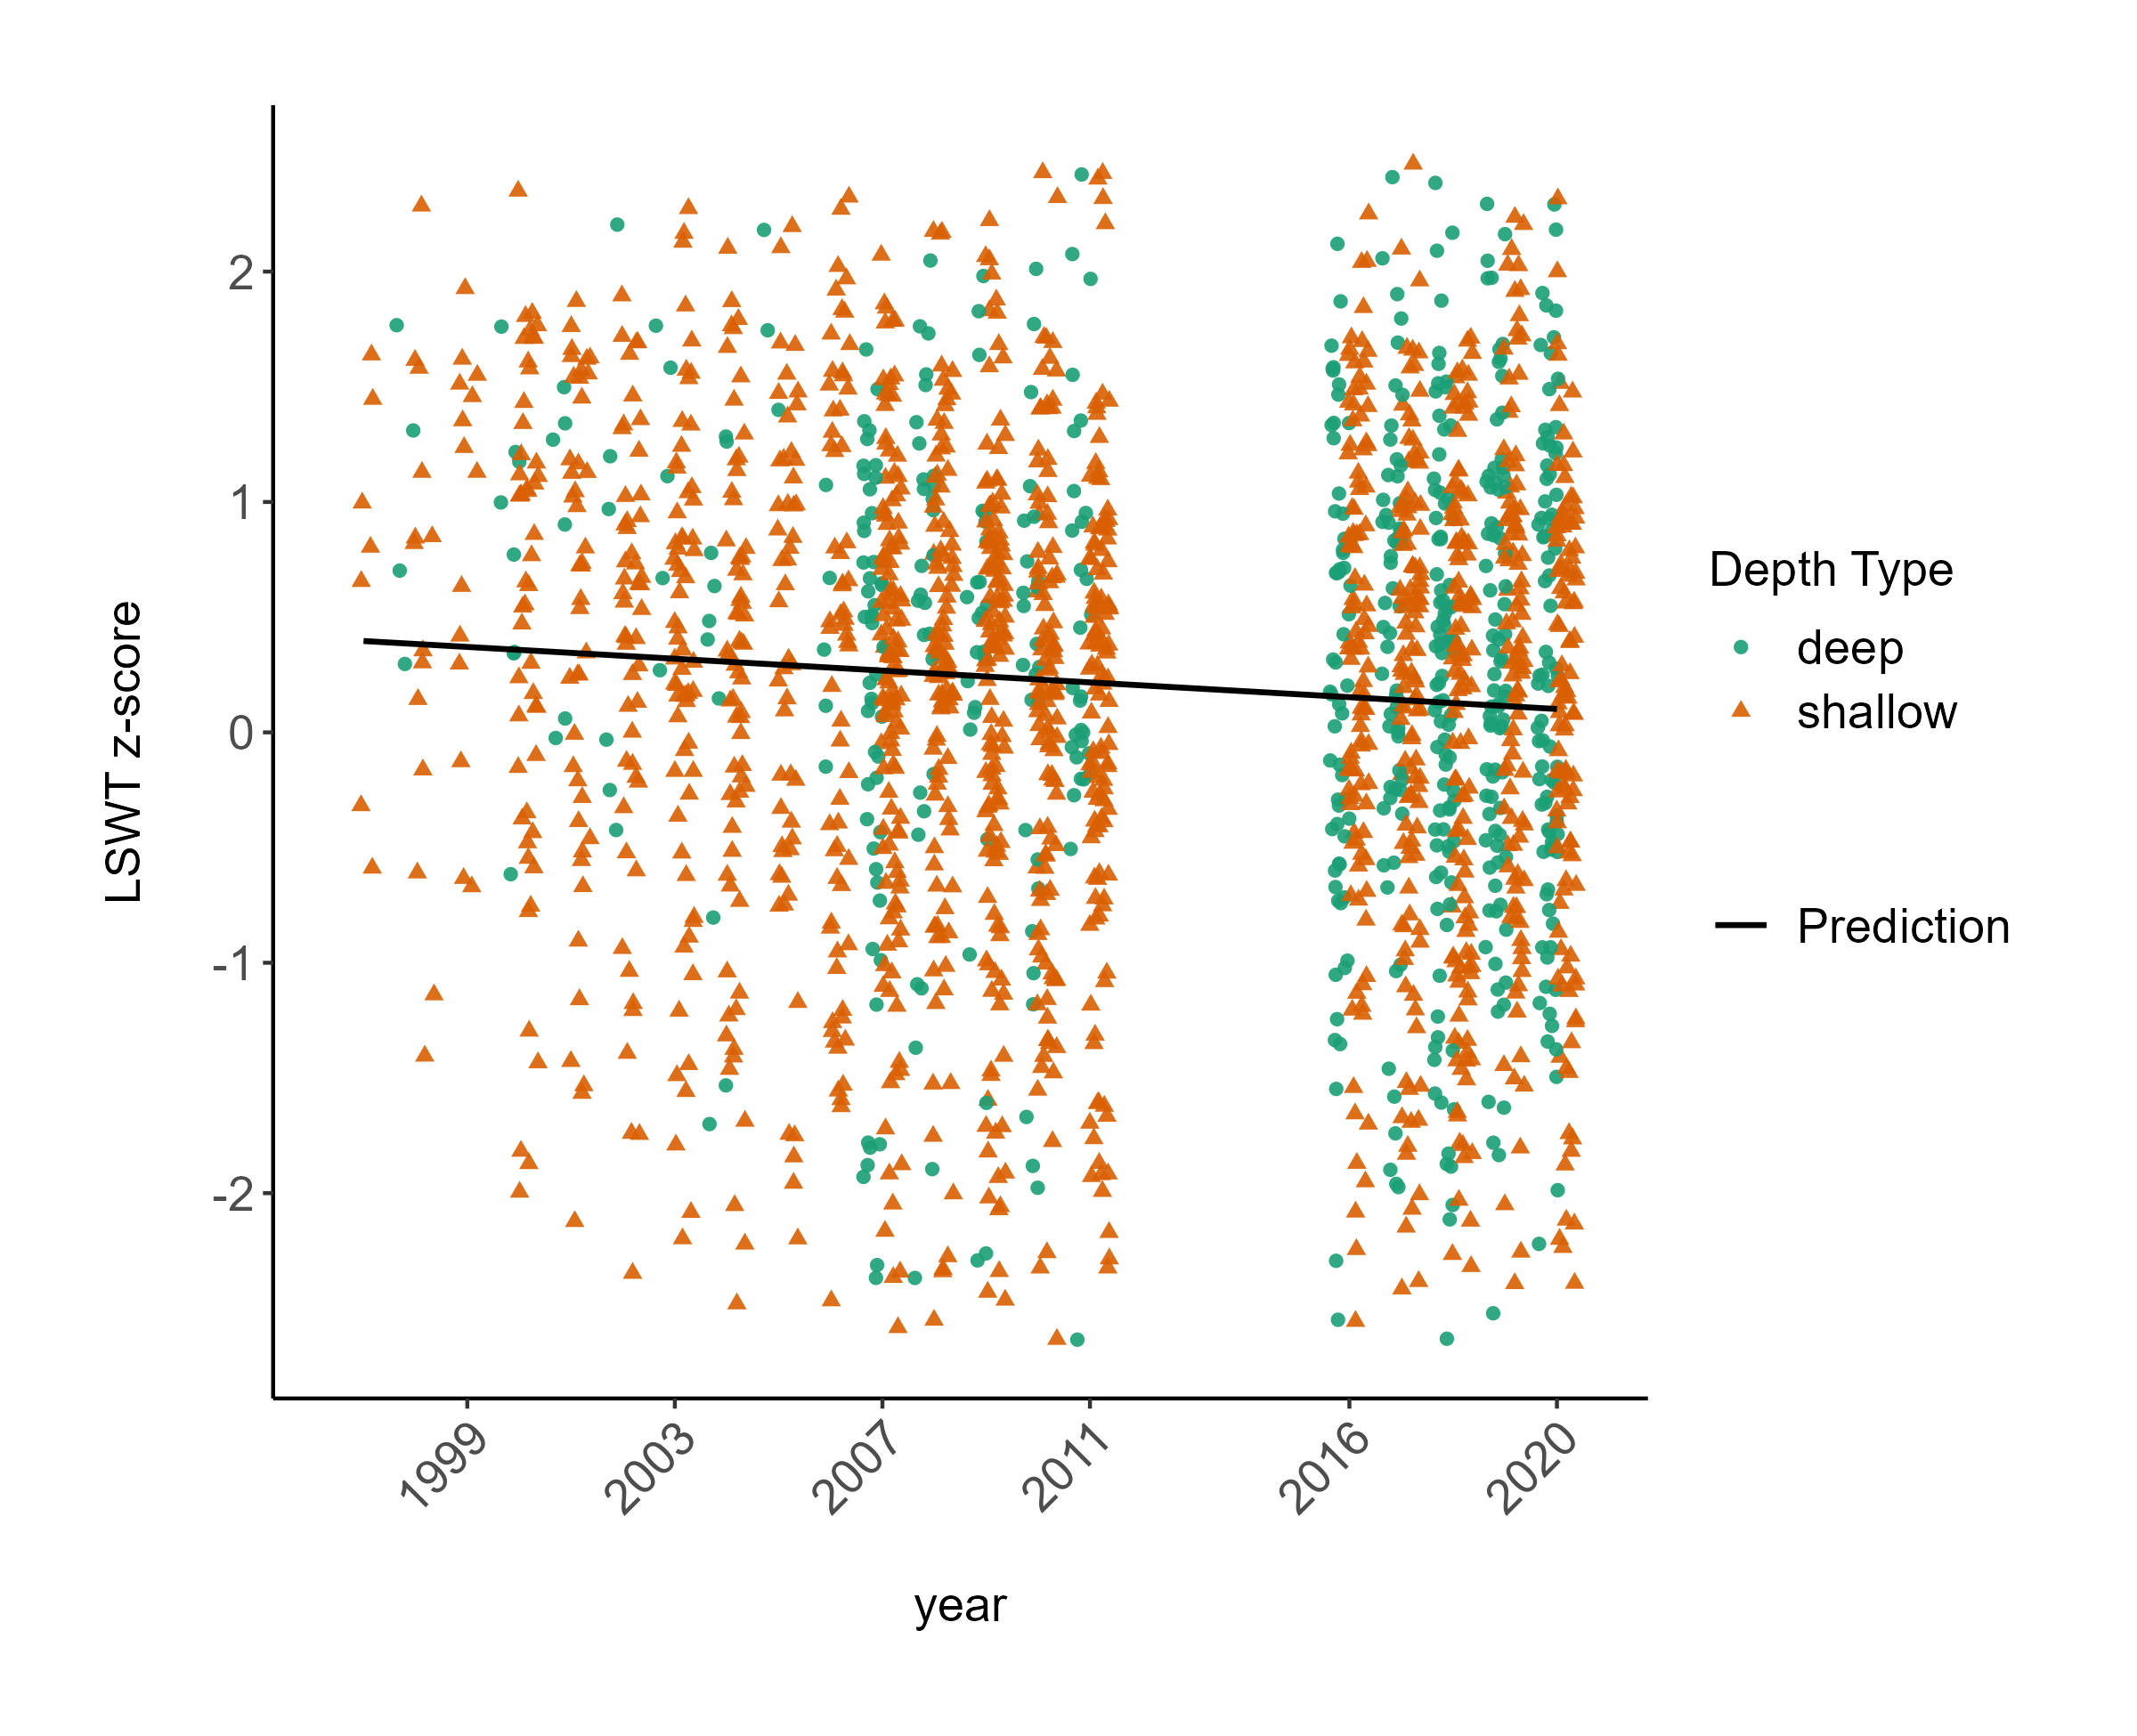 LSWT z-score
2
1
0
-1
-2
1999
2003
2007
2011
2016
2020
year
Depth Type
deep
shallow
Prediction